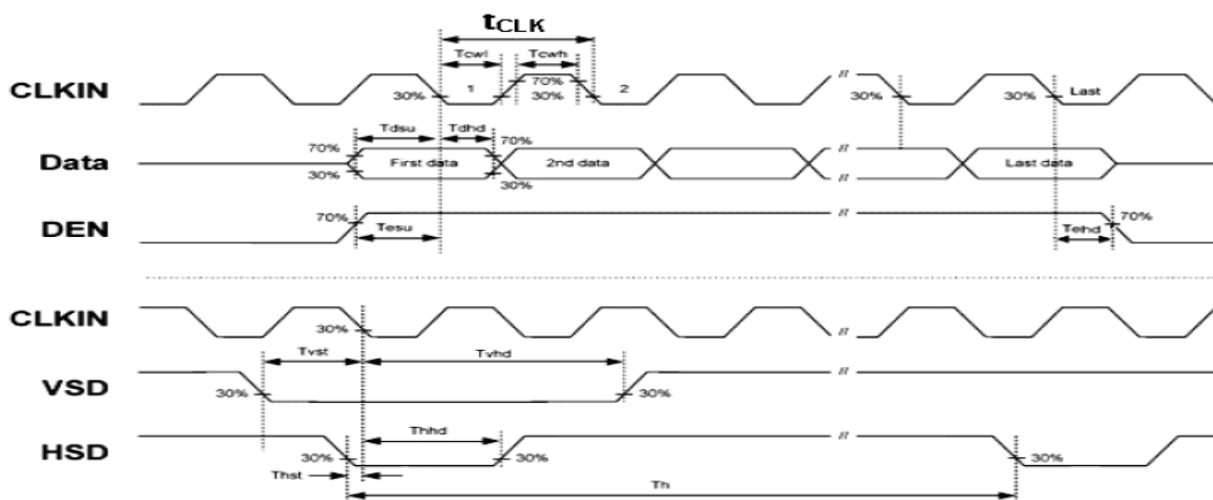 tCLK
Tcwl Tcwh
CLKIN 30% 1 70% 30% 2 30% 30% Last
Tdsu Tdhd
Data 70% 30% First data 70% 30% 2nd data Last data
DEN 70% Tesu Tehd 70%
CLKIN 30%
Tvst Tvhd
VSD 30% 30%
Thhd
HSD 30% 30% 30%
Thst
Th